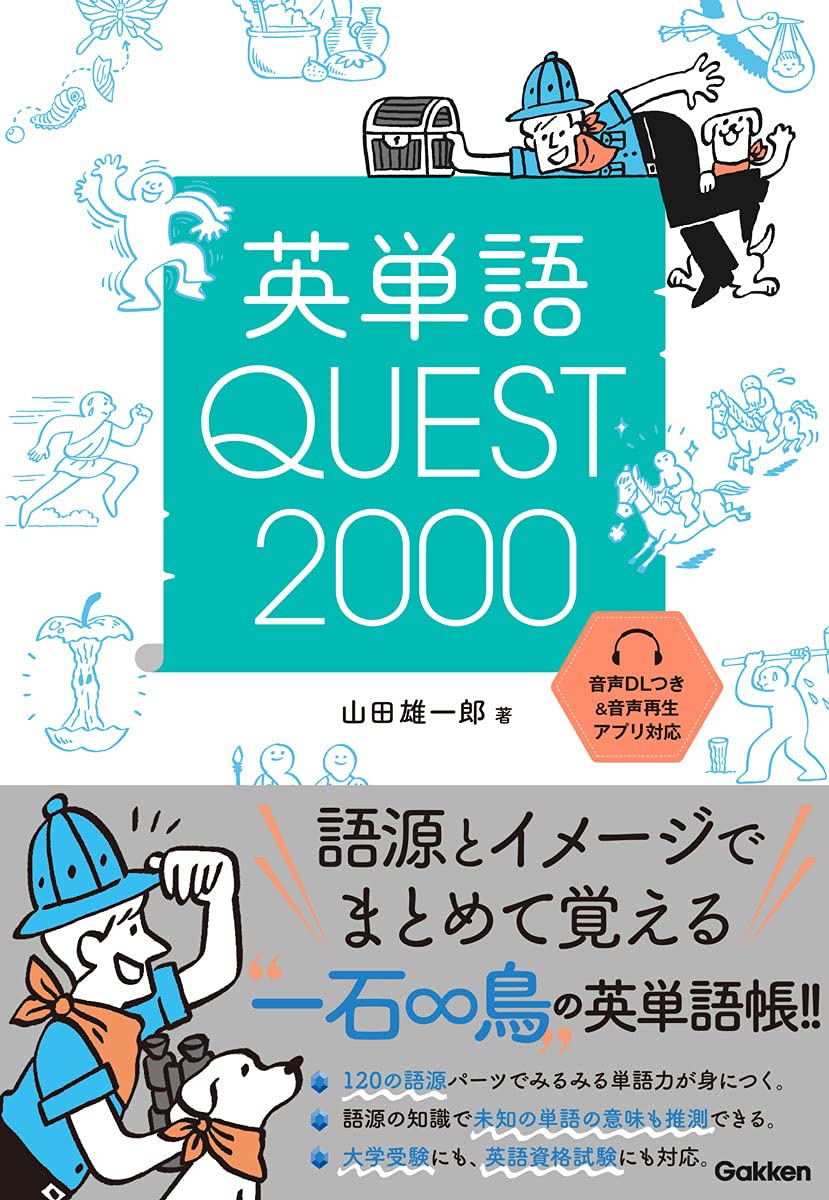 英単語
QUEST
2000
音声DLつき
&音声再生
アプリ対応
山田雄一郎 著
語源とイメージで
まとめて覚える
“一石∞鳥”の英単語帳!!
120の語源パーツでみるみる単語力が身につく。
語源の知識で未知の単語の意味も推測できる。
大学受験にも、英語資格試験にも対応。
Gakken